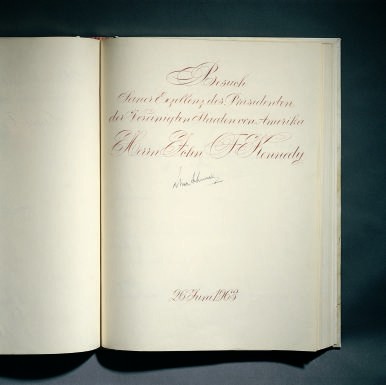 Besuch
Seiner Exzellenz des Präsidenten
der Vereinigten Staaten von Amerika
Herrn John F Kennedy
26 Juni 1963